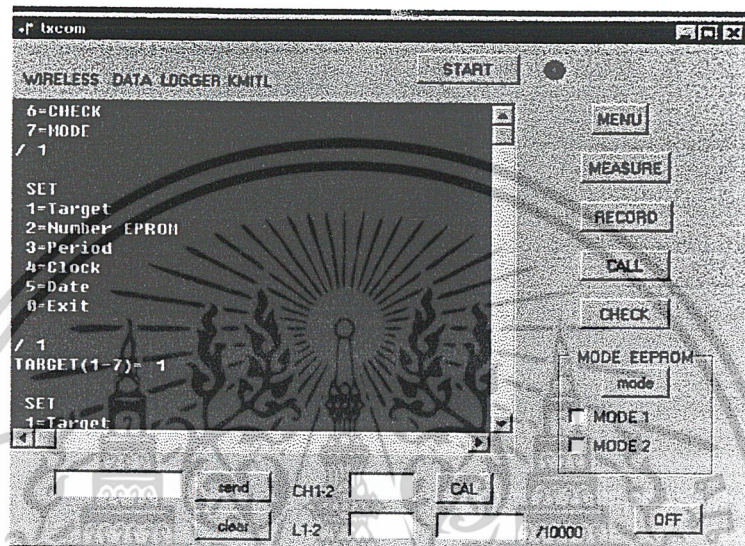 txcom
WIRELESS DATA LOGGER KMITL
START
6=CHECK
7=MODE
/ 1
SET
1=Target
2=Number EPROM
3=Period
4=Clock
5=Date
0=Exit
/ 1
TARGET(1-7)= 1
SET
1=Target
MENU
MEASURE
RECORD
CALL
CHECK
MODE EEPROM
mode
MODE 1
MODE 2
send
CH1-2
CAL
clear
L1-2
/10000
OFF